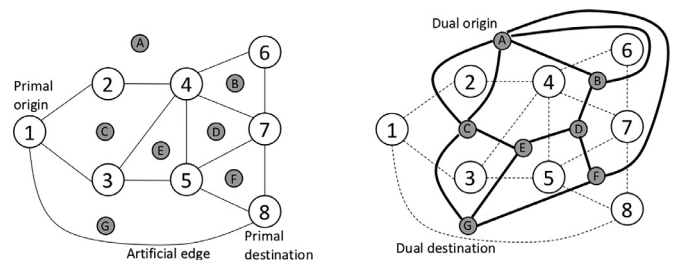 Dual origin
A
6
A
6
Primal
origin
2
4
B
2
4
B
1
C
D
7
1
C
D
7
E
E
3
5
F
3
5
F
8
8
G
G
Artificial edge
Primal
destination
Dual destination